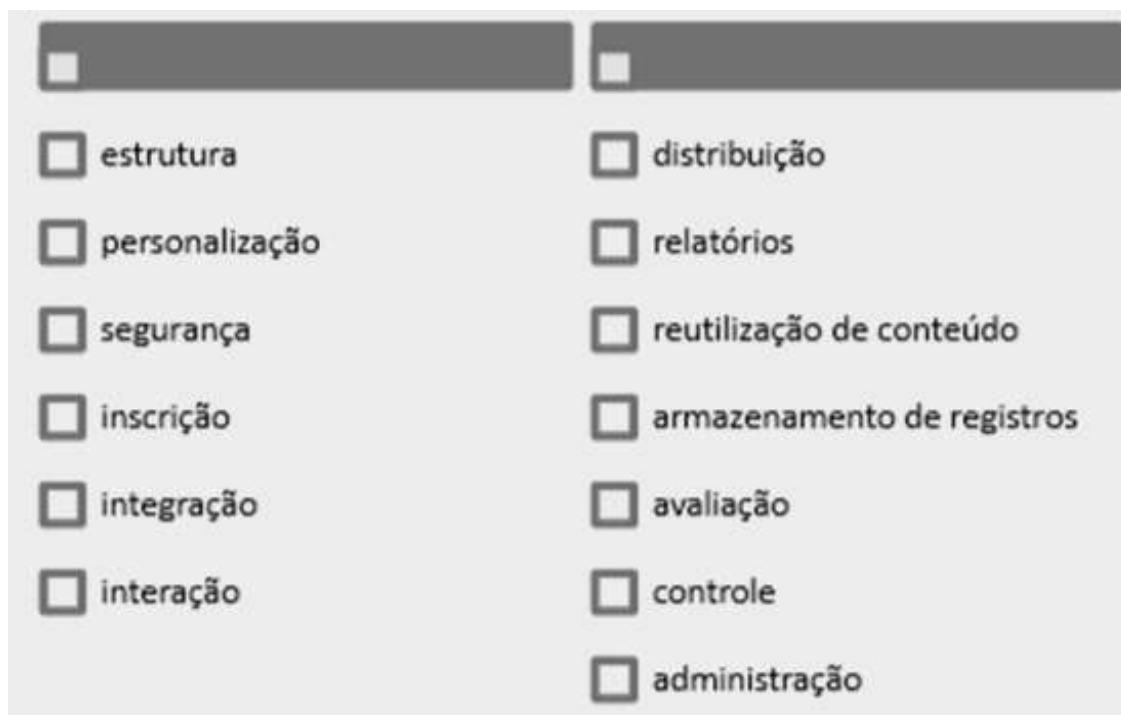 estrutura
personalização
segurança
inscrição
integração
interação
distribuição
relatórios
reutilização de conteúdo
armazenamento de registros
avaliação
controle
administração